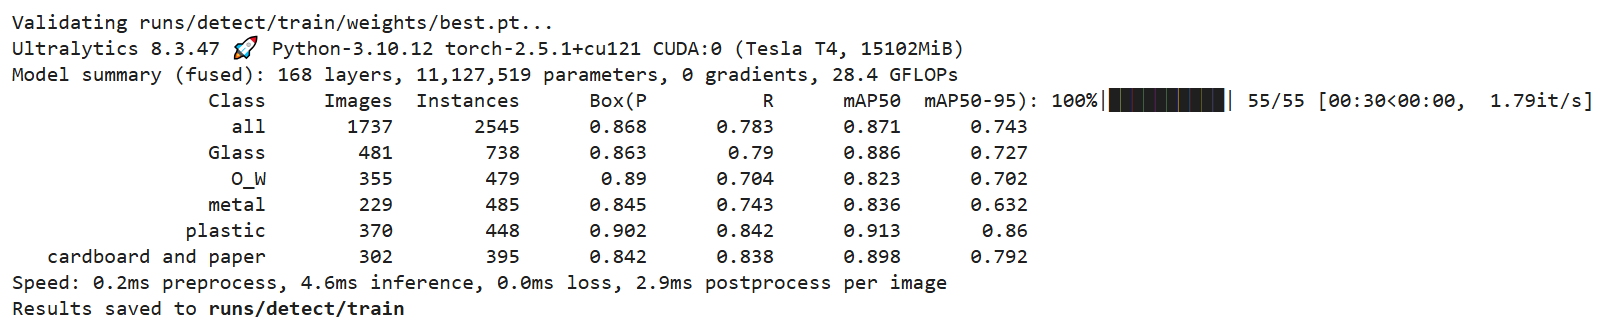 Validating runs/detect/train/weights/best.pt...
Ultralytics 8.3.47 🚀 Python-3.10.12 torch-2.5.1+cu121 CUDA:0 (Tesla T4, 15102MiB)
Model summary (fused): 168 layers, 11,127,519 parameters, 0 gradients, 28.4 GFLOPs
Class Images Instances Box(P R mAP50 mAP50-95): 100%|██████████| 55/55 [00:30<00:00, 1.79it/s]
all 1737 2545 0.868 0.783 0.871 0.743
Glass 481 738 0.863 0.79 0.886 0.727
O_W 355 479 0.89 0.704 0.823 0.702
metal 229 485 0.845 0.743 0.836 0.632
plastic 370 448 0.902 0.842 0.913 0.86
cardboard and paper 302 395 0.842 0.838 0.898 0.792
Speed: 0.2ms preprocess, 4.6ms inference, 0.0ms loss, 2.9ms postprocess per image
Results saved to runs/detect/train